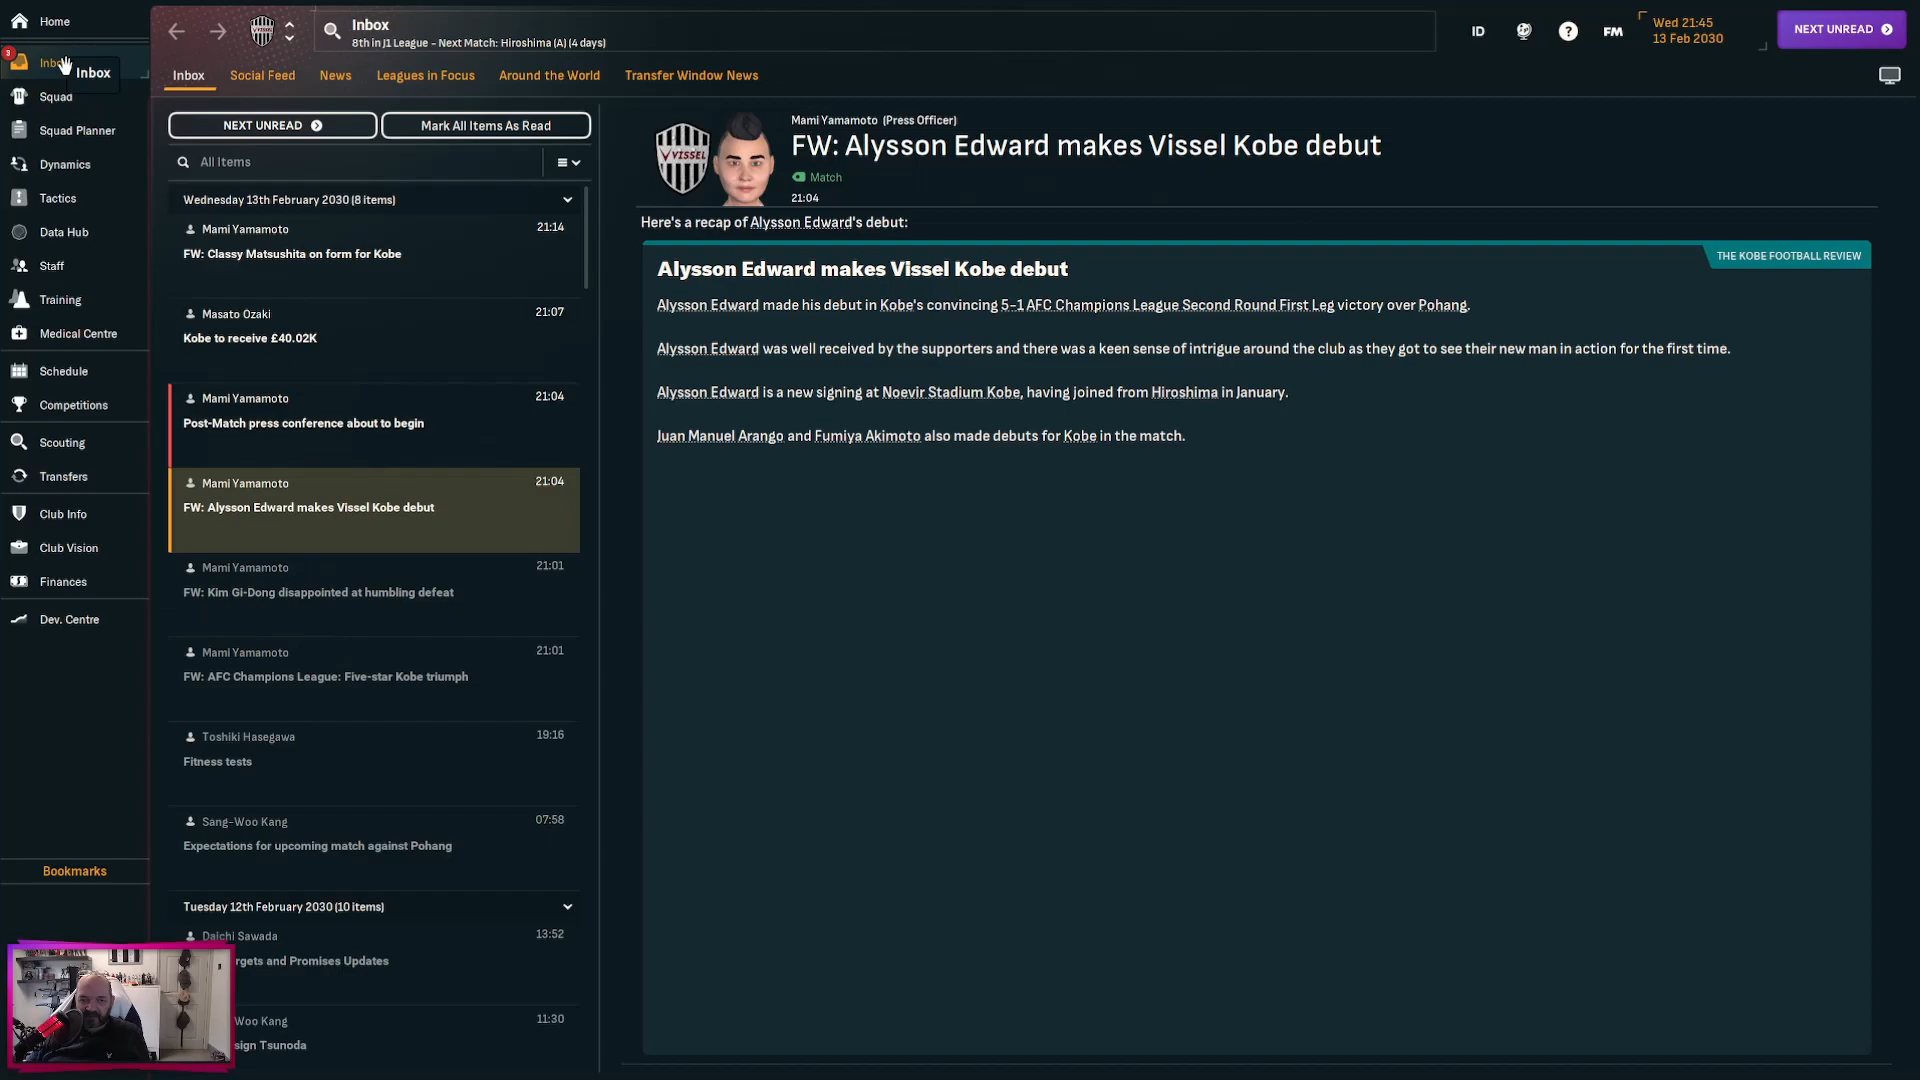 Home
3
Inbox
Squad
Squad Planner
Dynamics
Tactics
Data Hub
Staff
Training
Medical Centre
Schedule
Competitions
Scouting
Transfers
Club Info
Club Vision
Finances
Dev. Centre
Bookmarks
VISSEL
Inbox
8th in J1 League - Next Match: Hiroshima (A) (4 days)
ID
?
FM
Wed 21:45
13 Feb 2030
NEXT UNREAD
Inbox
Social Feed
News
Leagues in Focus
Around the World
Transfer Window News
NEXT UNREAD
Mark All Items As Read
All Items
Wednesday 13th February 2030 (8 items)
Mami Yamamoto 21:14
FW: Classy Matsushita on form for Kobe
Masato Ozaki 21:07
Kobe to receive £40.02K
Mami Yamamoto 21:04
Post-Match press conference about to begin
Mami Yamamoto 21:04
FW: Alysson Edward makes Vissel Kobe debut
Mami Yamamoto 21:01
FW: Kim Gi-Dong disappointed at humbling defeat
Mami Yamamoto 21:01
FW: AFC Champions League: Five-star Kobe triumph
Toshiki Hasegawa 19:16
Fitness tests
Sang-Woo Kang 07:58
Expectations for upcoming match against Pohang
Tuesday 12th February 2030 (10 items)
Daichi Sawada 13:52
rgets and Promises Updates
Woo Kang 11:30
sign Tsunoda
VISSEL
Mami Yamamoto (Press Officer)
FW: Alysson Edward makes Vissel Kobe debut
Match
21:04
Here's a recap of Alysson Edward's debut:
THE KOBE FOOTBALL REVIEW
Alysson Edward makes Vissel Kobe debut
Alysson Edward made his debut in Kobe's convincing 5-1 AFC Champions League Second Round First Leg victory over Pohang.
Alysson Edward was well received by the supporters and there was a keen sense of intrigue around the club as they got to see their new man in action for the first time.
Alysson Edward is a new signing at Noevir Stadium Kobe, having joined from Hiroshima in January.
Juan Manuel Arango and Fumiya Akimoto also made debuts for Kobe in the match.